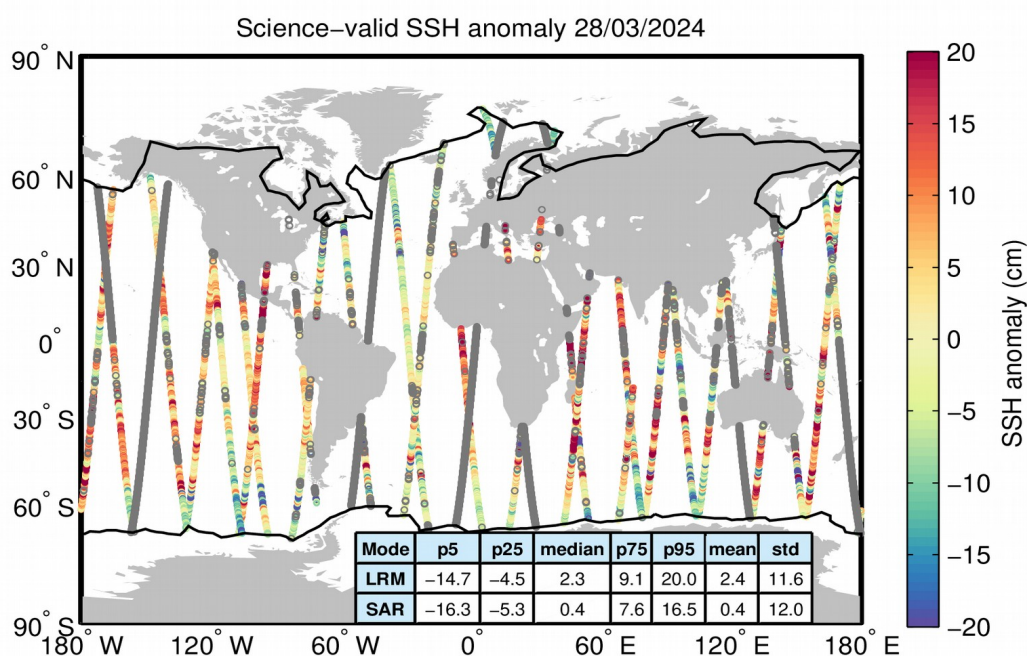 Science−valid SSH anomaly 28/03/2024
90° N
60° N
30° N
0°
30° S
60° S
90° S
180° W
120° W
60° W
0°
60° E
120° E
180° E
Mode p5 p25 median p75 p95 mean std
LRM −14.7 −4.5 2.3 9.1 20.0 2.4 11.6
SAR −16.3 −5.3 0.4 7.6 16.5 0.4 12.0
20
15
10
5
0
−5
−10
−15
−20
SSH anomaly (cm)